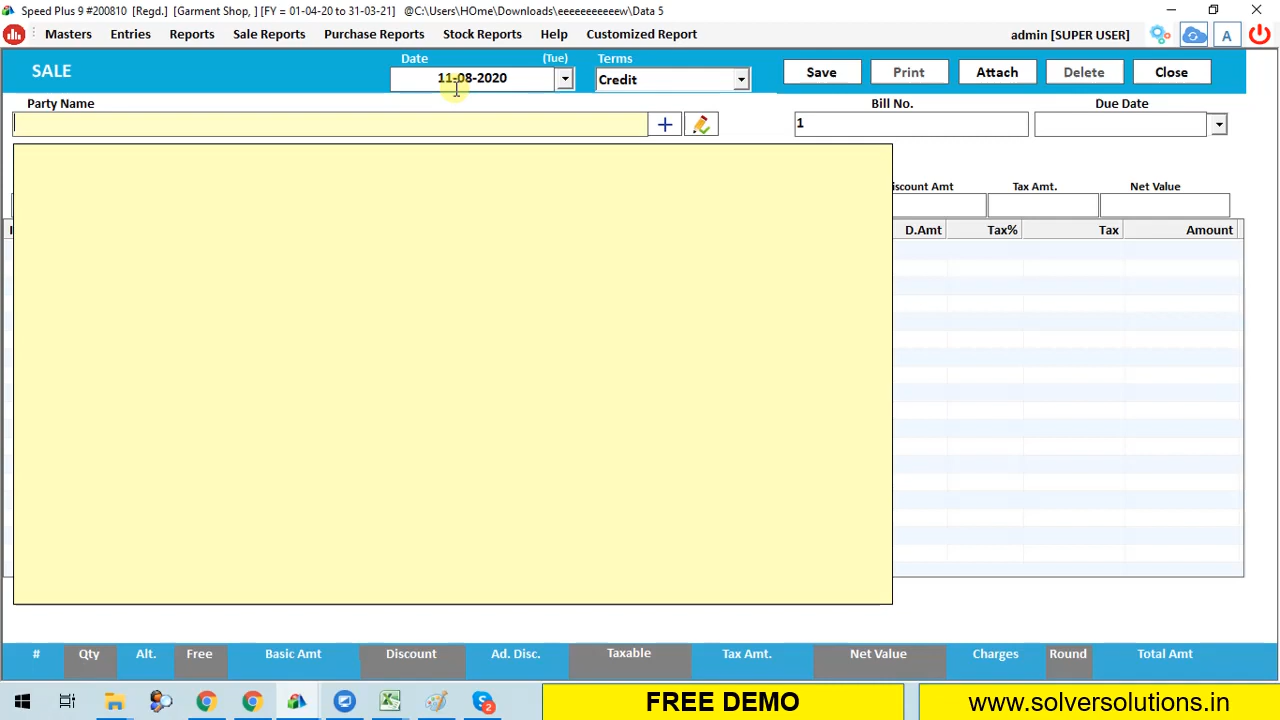 Speed Plus 9 #200810 [Regd.] [Garment Shop, ] [FY = 01-04-20 to 31-03-21] @C:\Users\HOme\Downloads\eeeeeeeeeeew\Data 5
Masters Entries Reports Sale Reports Purchase Reports Stock Reports Help Customized Report admin [SUPER USER] A
SALE Date (Tue) Terms
11-08-2020 Credit Save Print Attach Delete Close
Party Name Bill No. Due Date
1
iscount Amt Tax Amt. Net Value
D.Amt Tax% Tax Amount
# Qty Alt. Free Basic Amt Discount Ad. Disc. Taxable Tax Amt. Net Value Charges Round Total Amt
FREE DEMO www.solversolutions.in